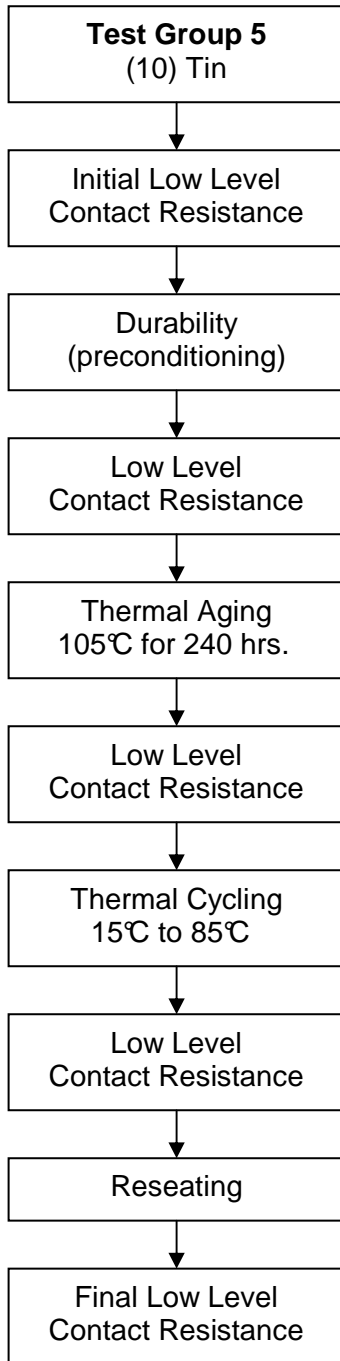 Test Group 5
(10) Tin
Initial Low Level
Contact Resistance
Durability
(preconditioning)
Low Level
Contact Resistance
Thermal Aging
105℃ for 240 hrs.
Low Level
Contact Resistance
Thermal Cycling
15℃ to 85℃
Low Level
Contact Resistance
Reseating
Final Low Level
Contact Resistance